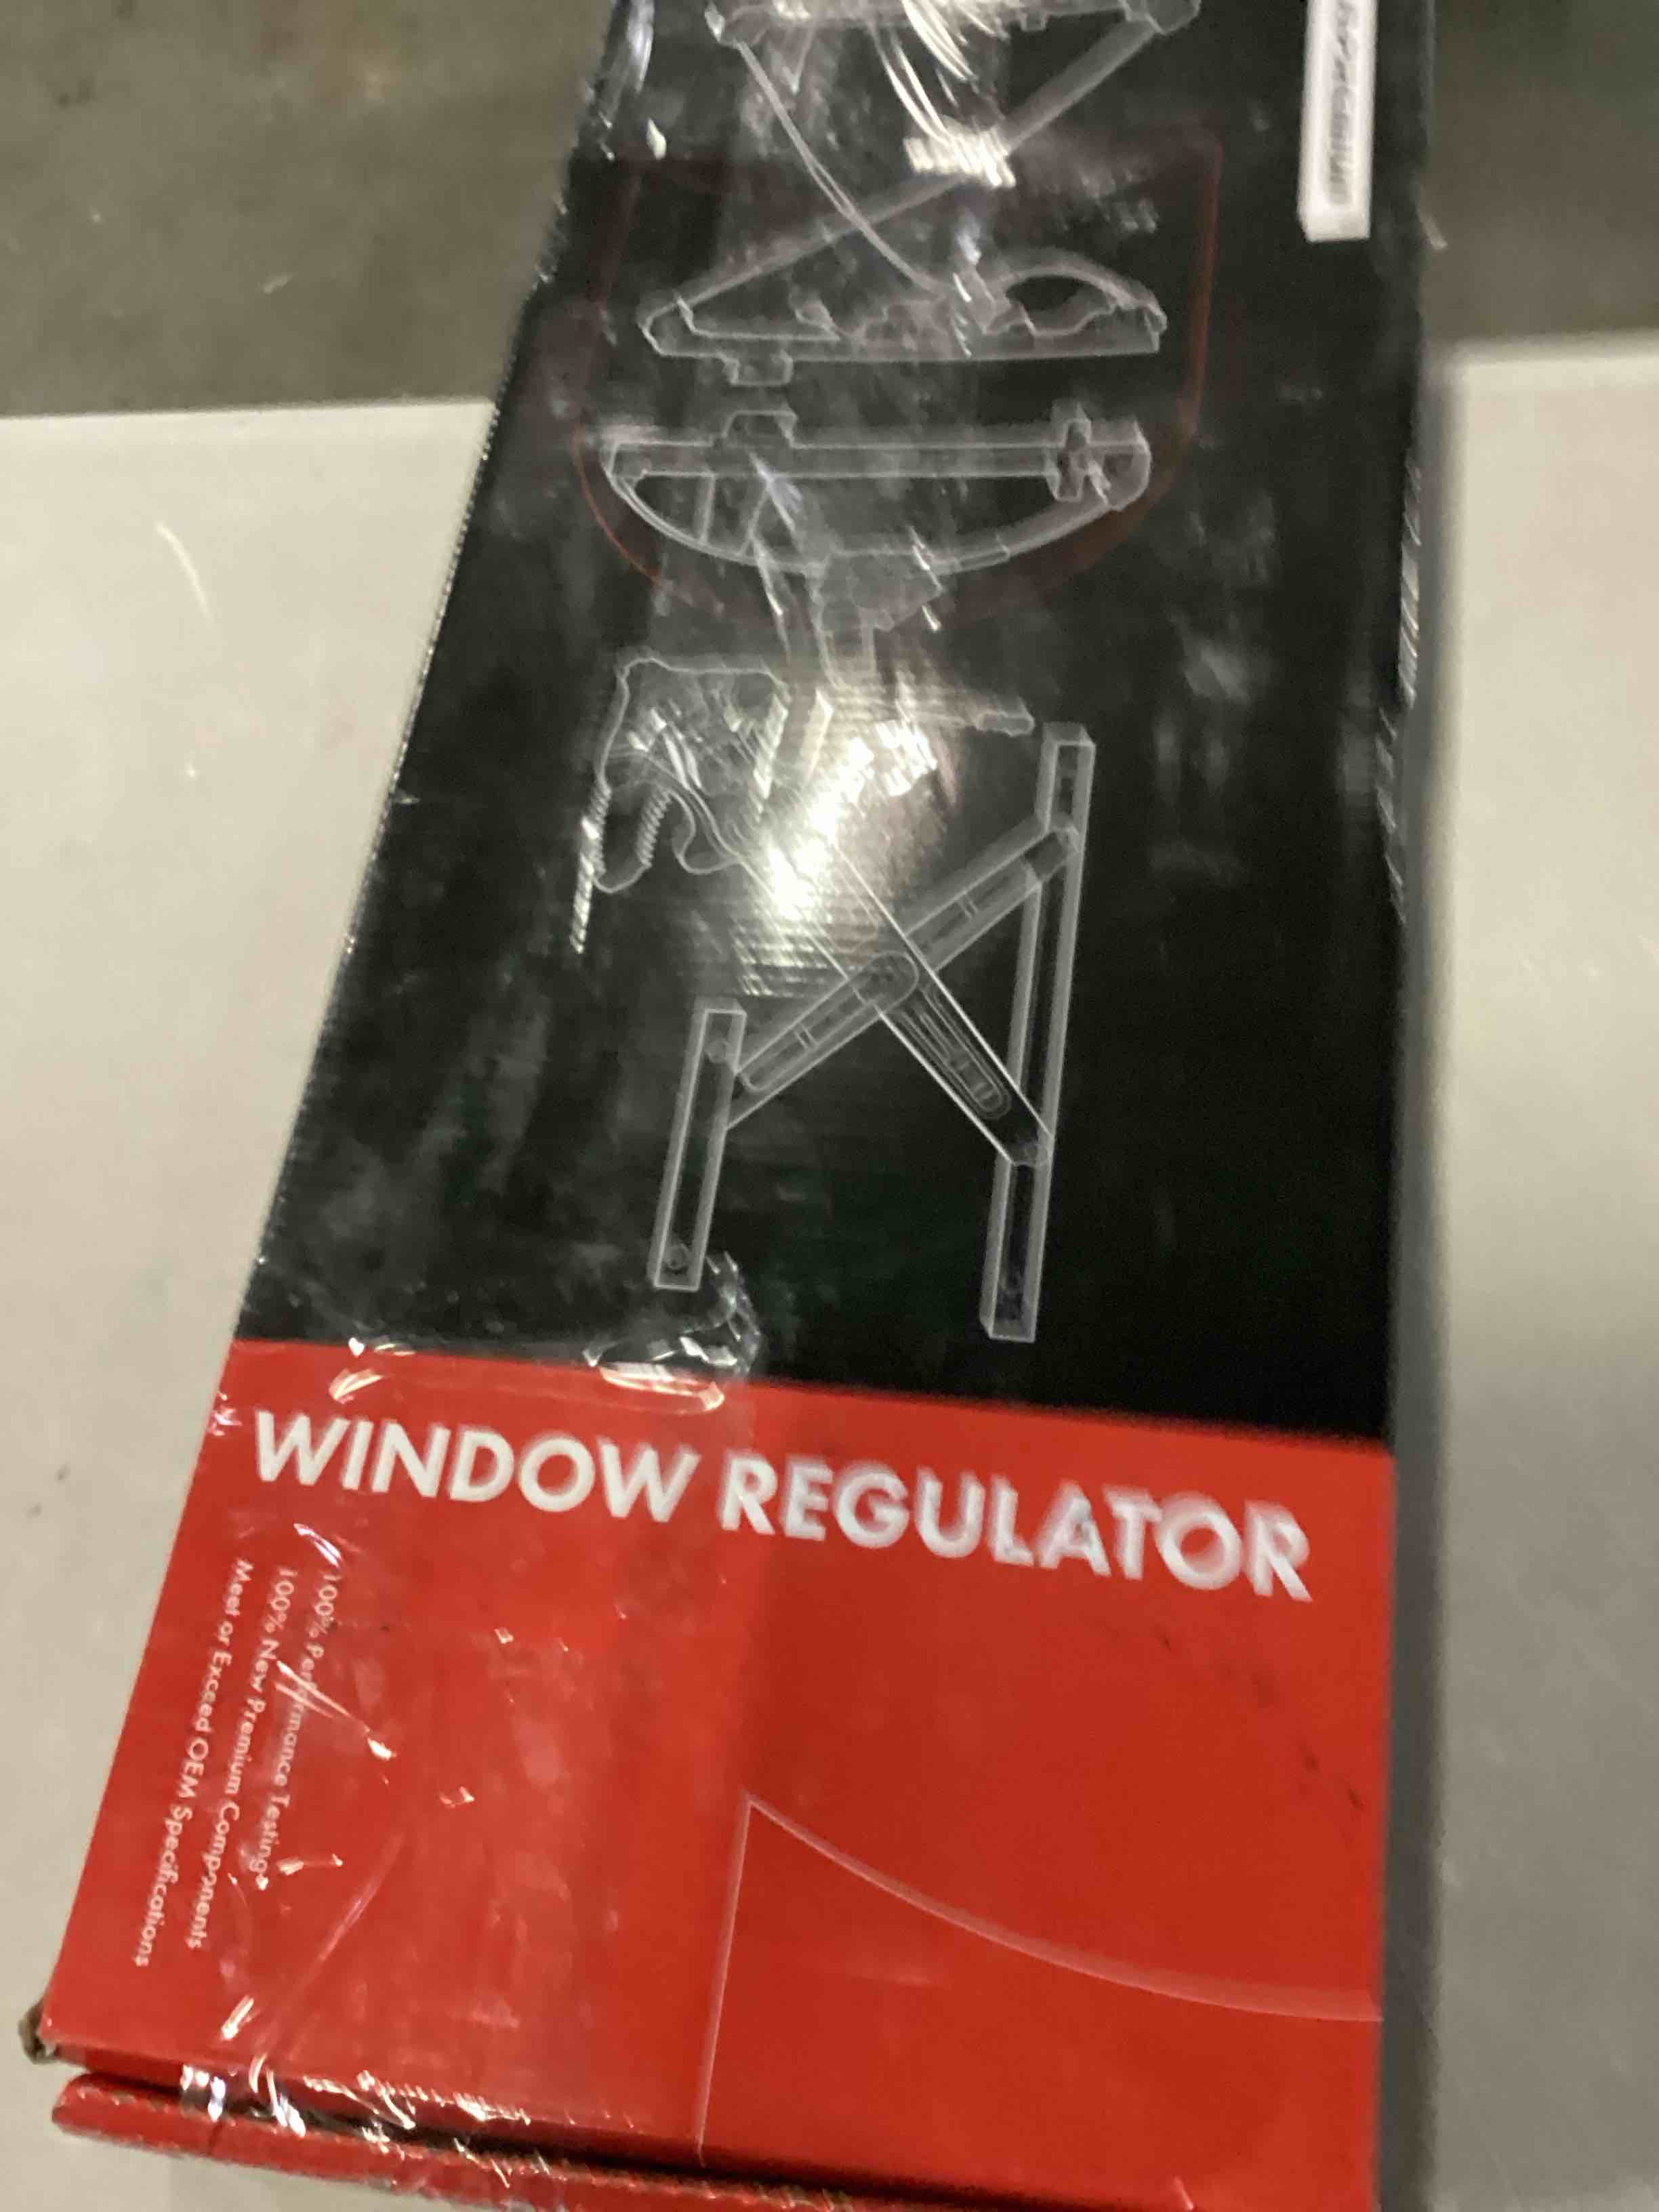 WINDOW REGULATOR
100% Performance Testing
100% New Premium Components
Meet or Exceed OEM Specifications